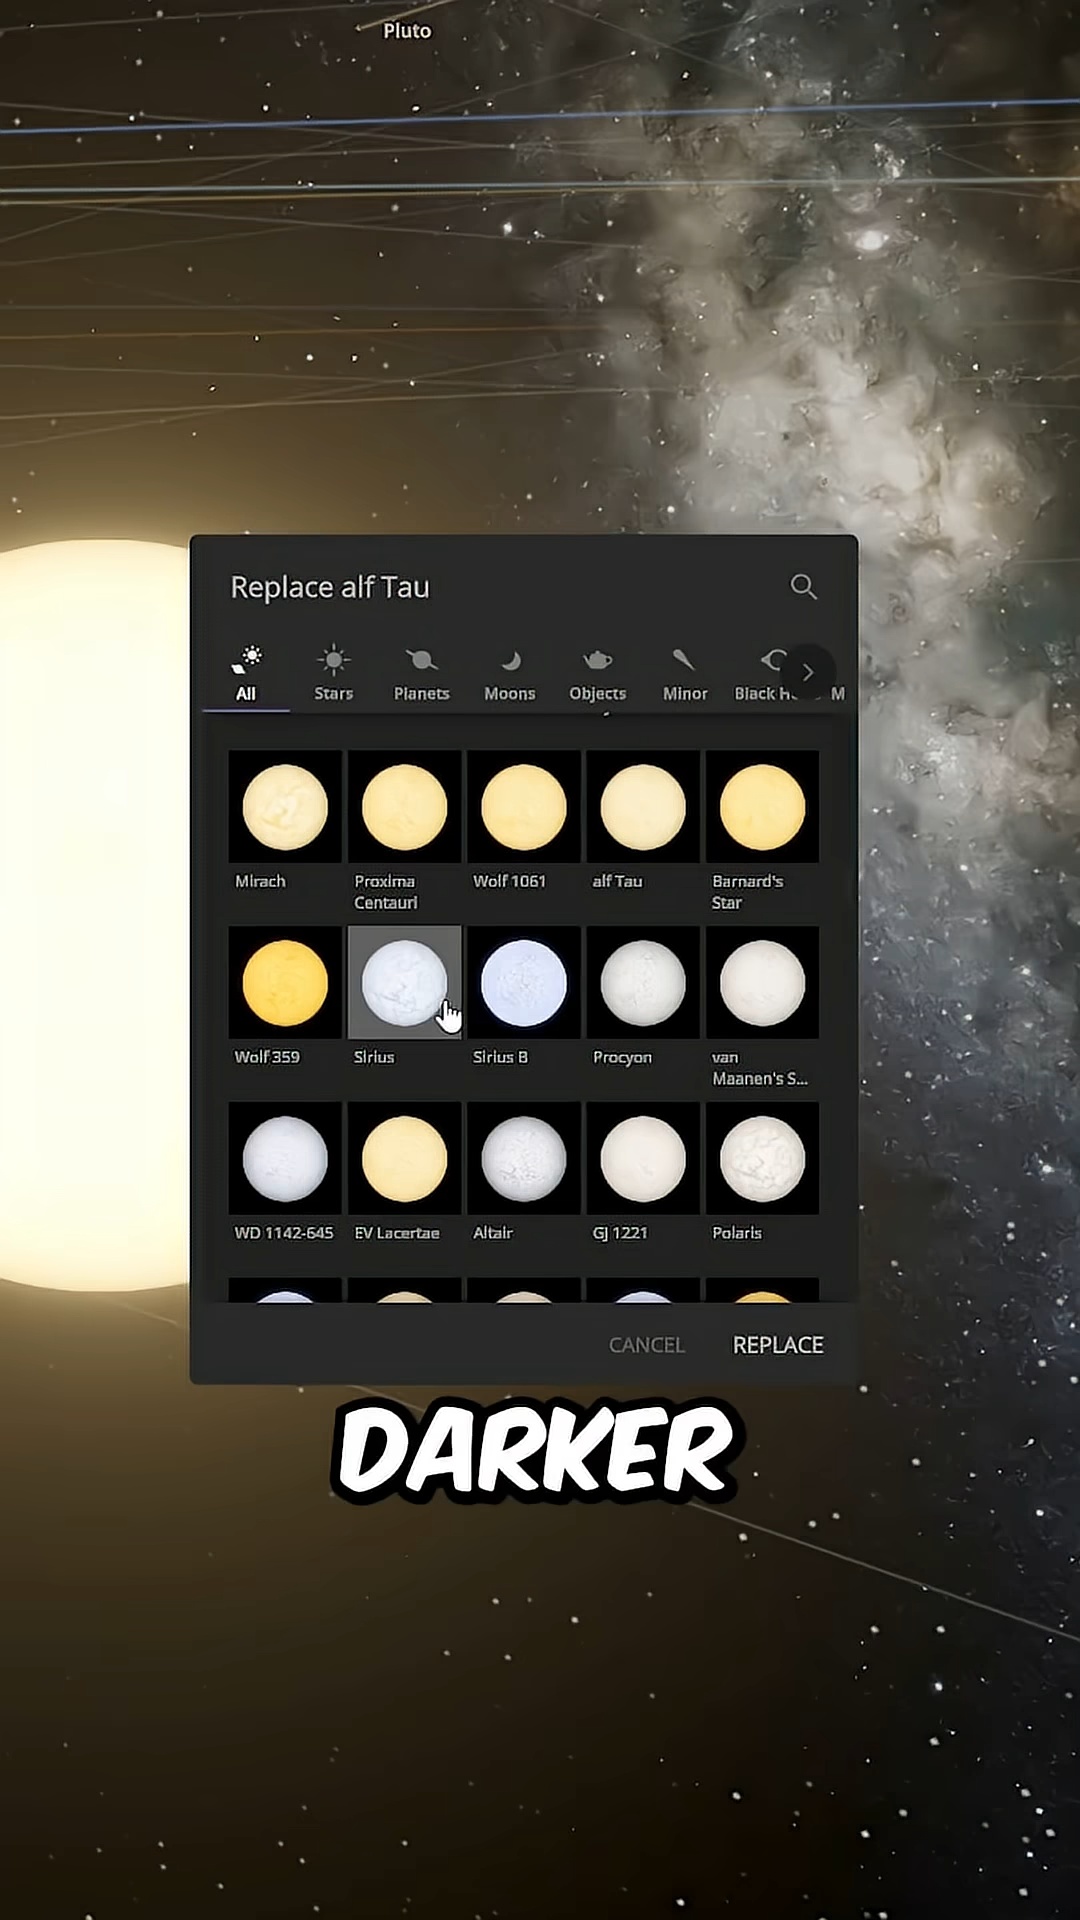 Pluto
Replace alf Tau
All Stars Planets Moons Objects Minor Black M
Mirach Proxima Wolf 1061 alf Tau Barnard's
Centauri Star
Wolf 359 Sirius Sirius B Procyon van
Maanen's S...
WD 1142-645 EV Lacertae Altair GJ 1221 Polaris
CANCEL REPLACE
DARKER